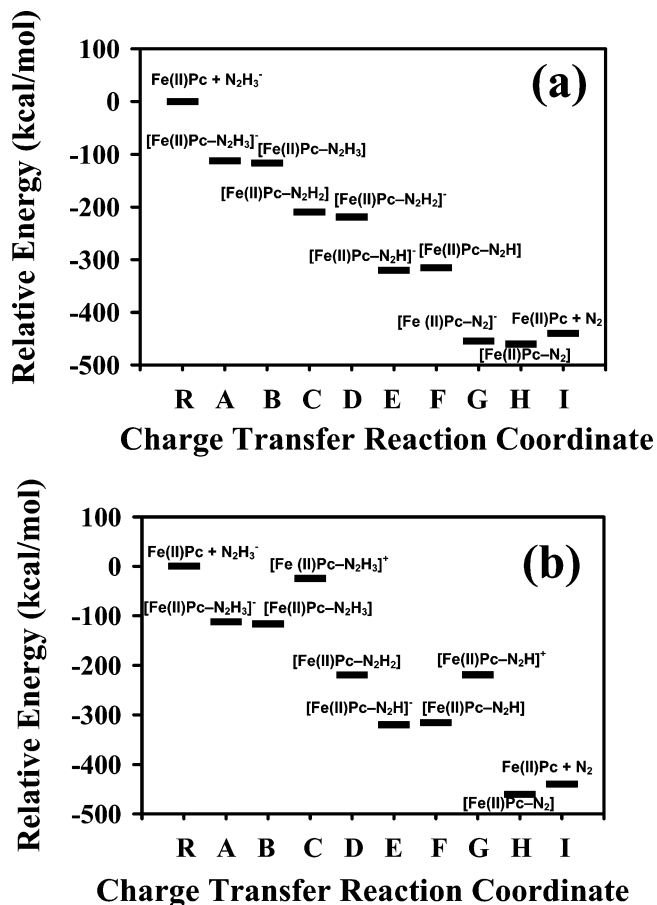 (a)
Relative Energy (kcal/mol)
100
0
-100
-200
-300
-400
-500
Fe(II)Pc + N₂H₃⁻
[Fe(II)Pc–N₂H₃]⁻
[Fe(II)Pc–N₂H₃]
[Fe(II)Pc–N₂H₂]
[Fe(II)Pc–N₂H₂]⁻
[Fe(II)Pc–N₂H]⁻
[Fe(II)Pc–N₂H]
[Fe (II)Pc–N₂]⁻
Fe(II)Pc + N₂
[Fe(II)Pc–N₂]
R A B C D E F G H I
Charge Transfer Reaction Coordinate
(b)
Relative Energy (kcal/mol)
100
0
-100
-200
-300
-400
-500
Fe(II)Pc + N₂H₃⁻
[Fe (II)Pc–N₂H₃]⁺
[Fe(II)Pc–N₂H₃]⁻
[Fe(II)Pc–N₂H₃]
[Fe(II)Pc–N₂H₂]
[Fe(II)Pc–N₂H]⁺
[Fe(II)Pc–N₂H]⁻
[Fe(II)Pc–N₂H]
Fe(II)Pc + N₂
[Fe(II)Pc–N₂]
R A B C D E F G H I
Charge Transfer Reaction Coordinate